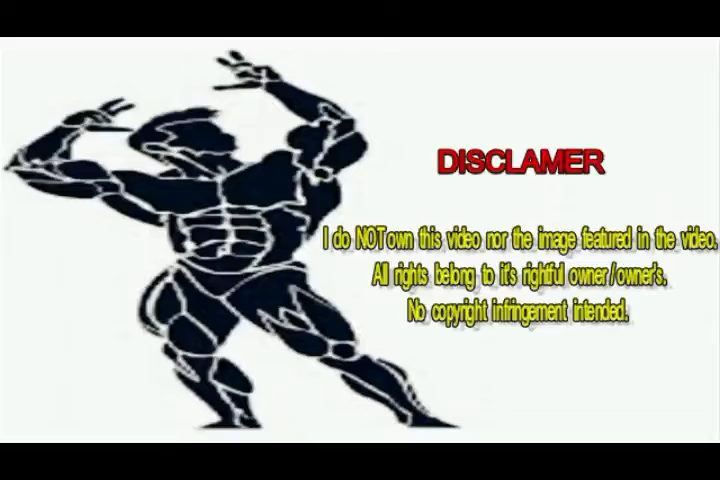 DISCLAMER
I do NOT own this video nor the image featured in the video.
All rights belong to it's rightful owner/owner's.
No copyright infringement intended.